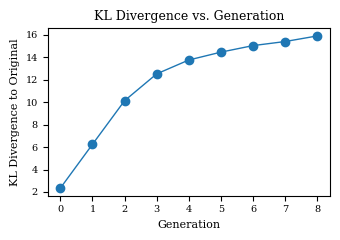 KL Divergence vs. Generation
KL Divergence to Original
16
14
12
10
8
6
4
2
0 1 2 3 4 5 6 7 8
Generation